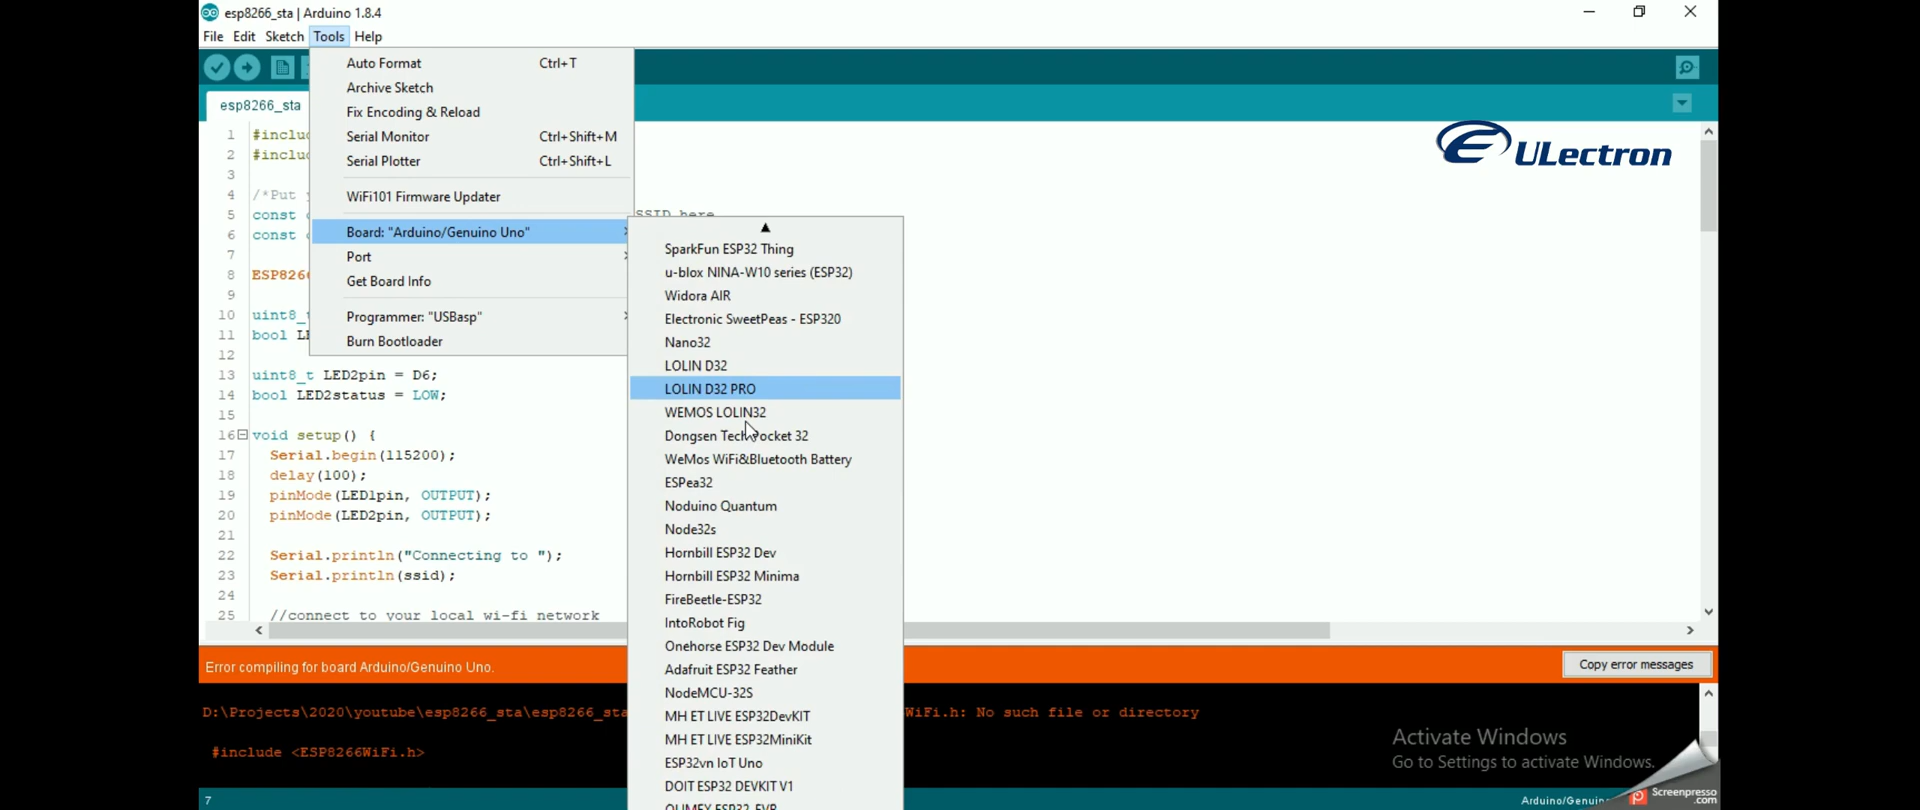 esp8266_sta | Arduino 1.8.4
File Edit Sketch Tools Help
Auto Format Ctrl+T
Archive Sketch
Fix Encoding & Reload
Serial Monitor Ctrl+Shift+M
Serial Plotter Ctrl+Shift+L
WiFi101 Firmware Updater
Board: "Arduino/Genuino Uno"
Port
Get Board Info
Programmer: "USBasp"
Burn Bootloader
SparkFun ESP32 Thing
u-blox NINA-W10 series (ESP32)
Widora AIR
Electronic SweetPeas - ESP320
Nano32
LOLIN D32
LOLIN D32 PRO
WEMOS LOLIN32
Dongsen Tech Pocket 32
WeMos WiFi&Bluetooth Battery
ESPea32
Noduino Quantum
Node32s
Hornbill ESP32 Dev
Hornbill ESP32 Minima
FireBeetle-ESP32
IntoRobot Fig
Onehorse ESP32 Dev Module
Adafruit ESP32 Feather
NodeMCU-32S
MH ET LIVE ESP32DevKIT
MH ET LIVE ESP32MiniKit
ESP32vn IoT Uno
DOIT ESP32 DEVKIT V1
OLIMEX ESP32-EVB
esp8266_sta
ULectron
1 #inclu
2 #inclu
3
4 /*Put
5 const SSID here
6 const
7
8 ESP826
9
10 uint8_
11 bool L
12
13 uint8_t LED2pin = D6;
14 bool LED2status = LOW;
15
16 void setup() {
17 Serial.begin(115200);
18 delay(100);
19 pinMode(LED1pin, OUTPUT);
20 pinMode(LED2pin, OUTPUT);
21
22 Serial.println("Connecting to ");
23 Serial.println(ssid);
24
25 //connect to your local wi-fi network
Error compiling for board Arduino/Genuino Uno.
Copy error messages
D:\Projects\2020\youtube\esp8266_sta\esp8266_sta WiFi.h: No such file or directory
#include <ESP8266WiFi.h>
Activate Windows
Go to Settings to activate Windows.
7
Arduino/Genuin
Screenpresso
.com